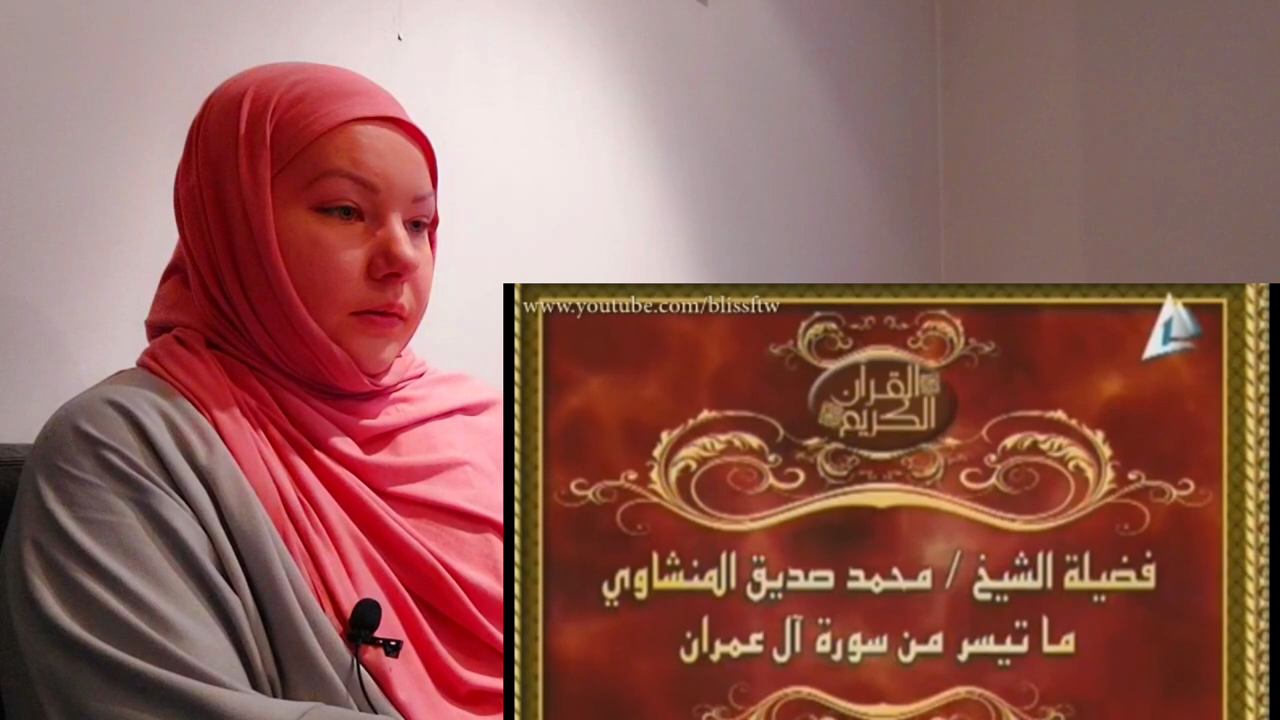 www.youtube.com/blissftw
القرآن
الكريم
فضيلة الشيخ / محمد صديق المنشاوي
ما تيسر من سورة آل عمران